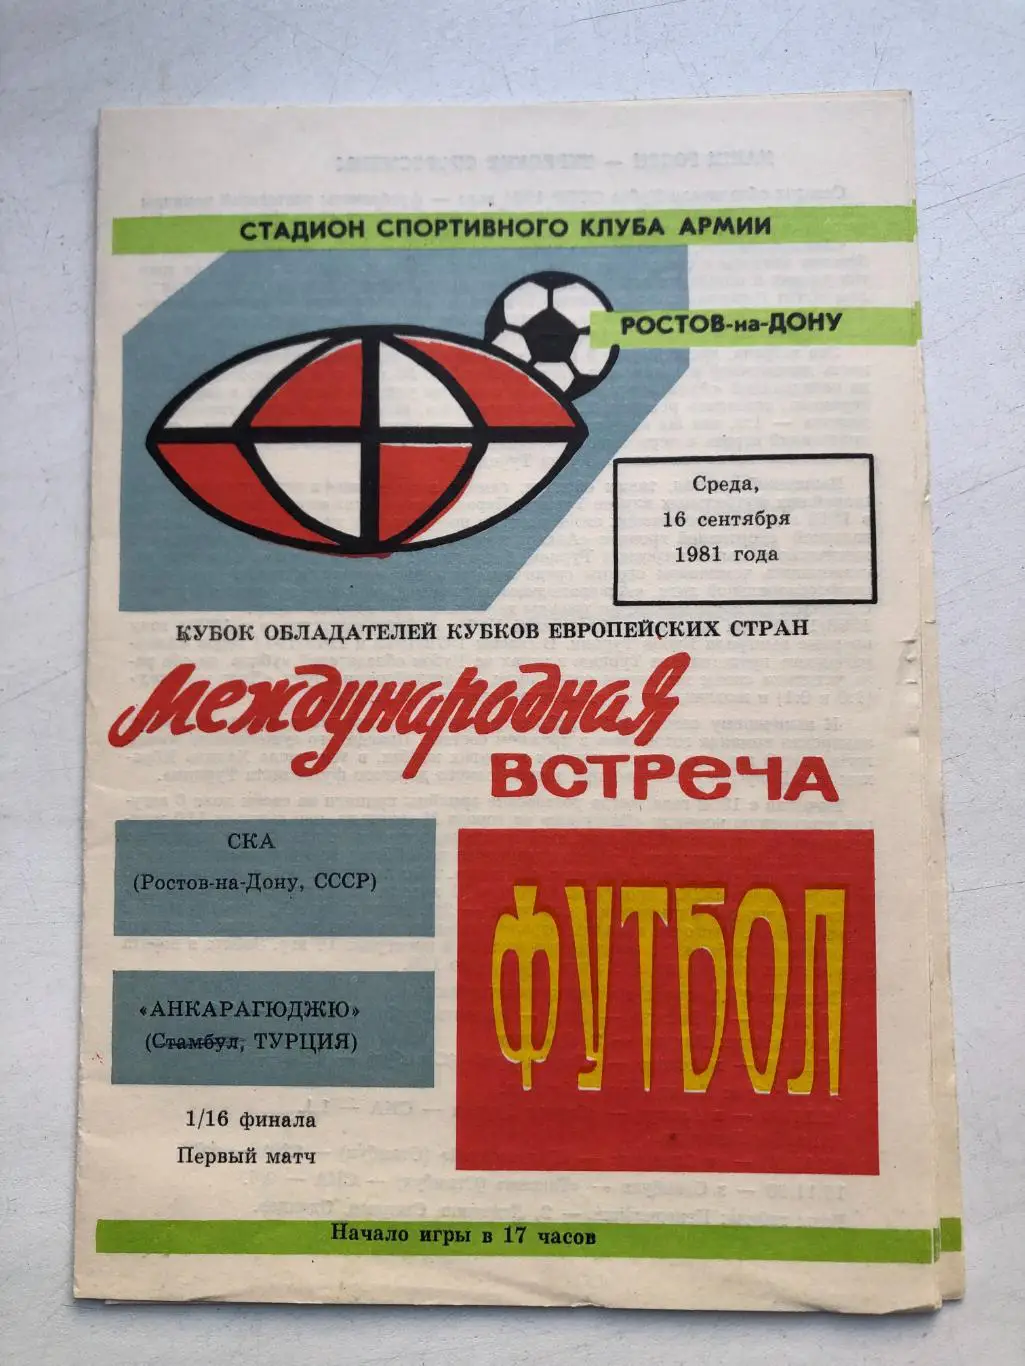 СТАДИОН СПОРТИВНОГО КЛУБА АРМИИ
РОСТОВ-на-ДОНУ
Среда,
16 сентября
1981 года
КУБОК ОБЛАДАТЕЛЕЙ КУБКОВ ЕВРОПЕЙСКИХ СТРАН
Международная
ВСТРЕЧА
СКА
(Ростов-на-Дону, СССР)
«АНКАРАГЮДЖЮ»
(Стамбул, ТУРЦИЯ)
ФУТБОЛ
1/16 финала
Первый матч
Начало игры в 17 часов